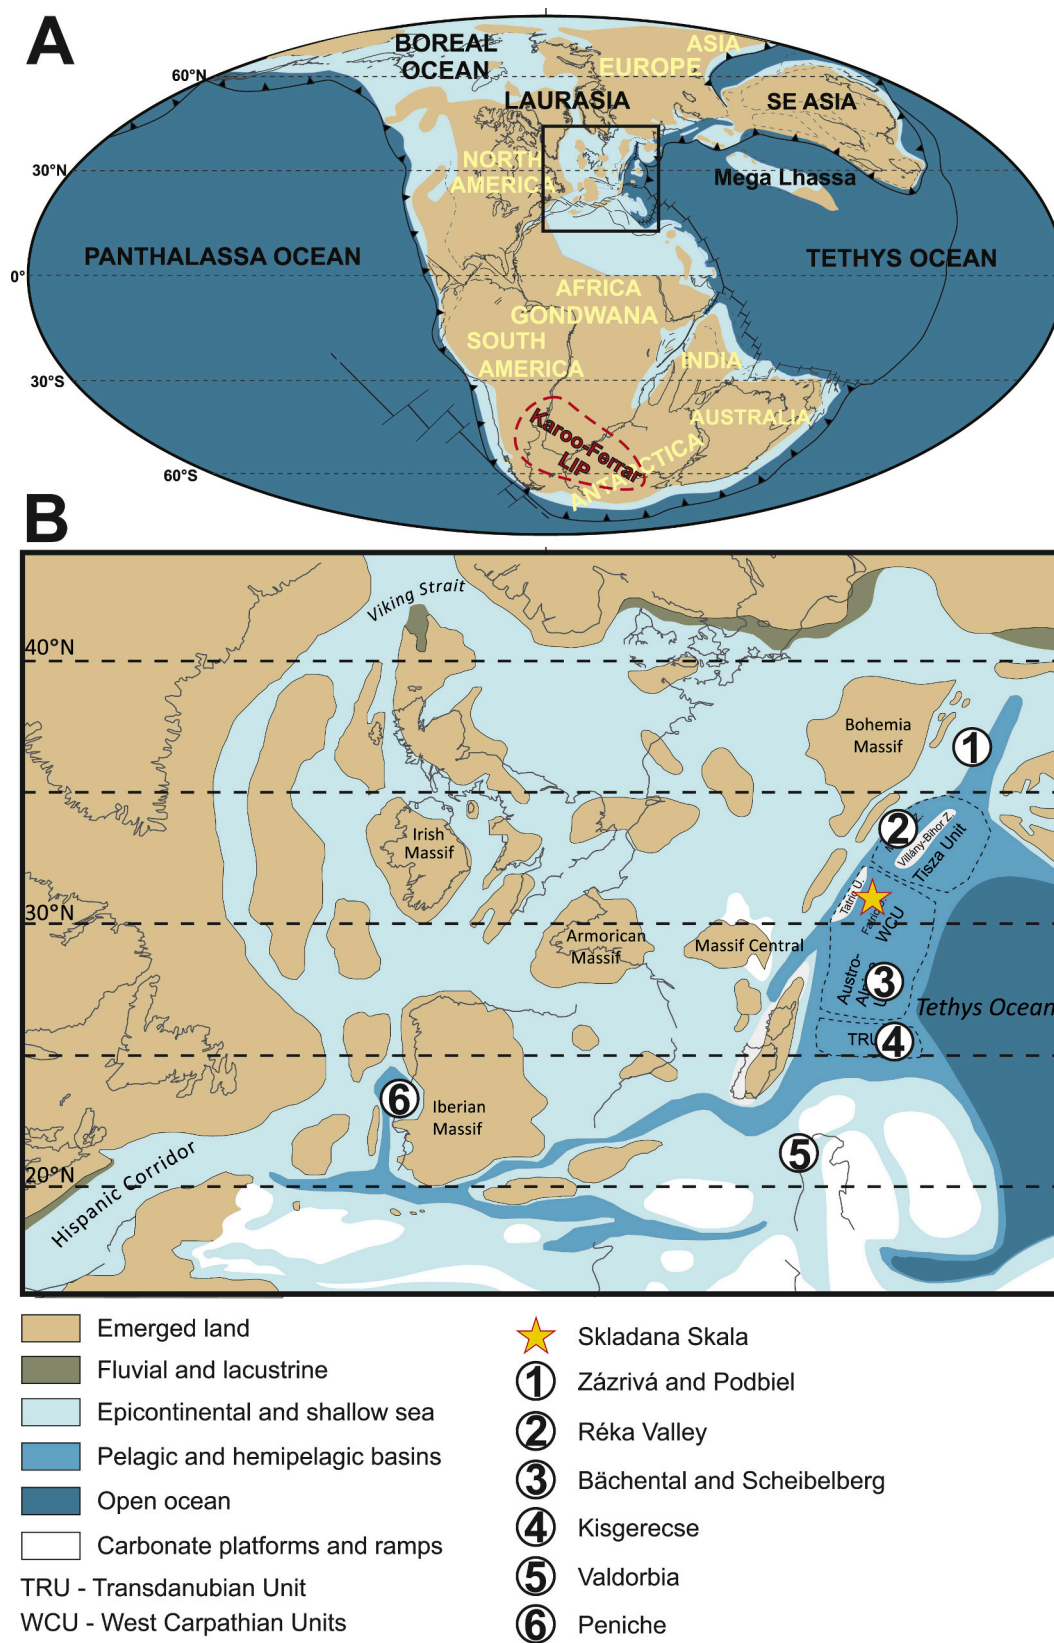 A
BOREAL
OCEAN
ASIA
EUROPE
60°N
LAURASIA
SE ASIA
NORTH
AMERICA
30°N
Mega Lhassa
PANTHALASSA OCEAN
TETHYS OCEAN
0°
AFRICA
GONDWANA
SOUTH
AMERICA
INDIA
30°S
AUSTRALIA
Karoo-Ferrar
LIP
ANTARCTICA
60°S
B
Viking Strait
40°N
Bohemia
Massif
1
2
Villány-Bihor Z.
Tisza Unit
Irish
Massif
Tatric U.
Fatric
WCU
30°N
Armorican
Massif
Massif Central
Austro-
3
Tethys Ocean
TRU
4
6
Iberian
Massif
5
20°N
Hispanic Corridor
Emerged land
Fluvial and lacustrine
Epicontinental and shallow sea
Pelagic and hemipelagic basins
Open ocean
Carbonate platforms and ramps
TRU - Transdanubian Unit
WCU - West Carpathian Units
Skladana Skala
1 Zázrivá and Podbiel
2 Réka Valley
3 Bächental and Scheibelberg
4 Kisgerecse
5 Valdorbia
6 Peniche